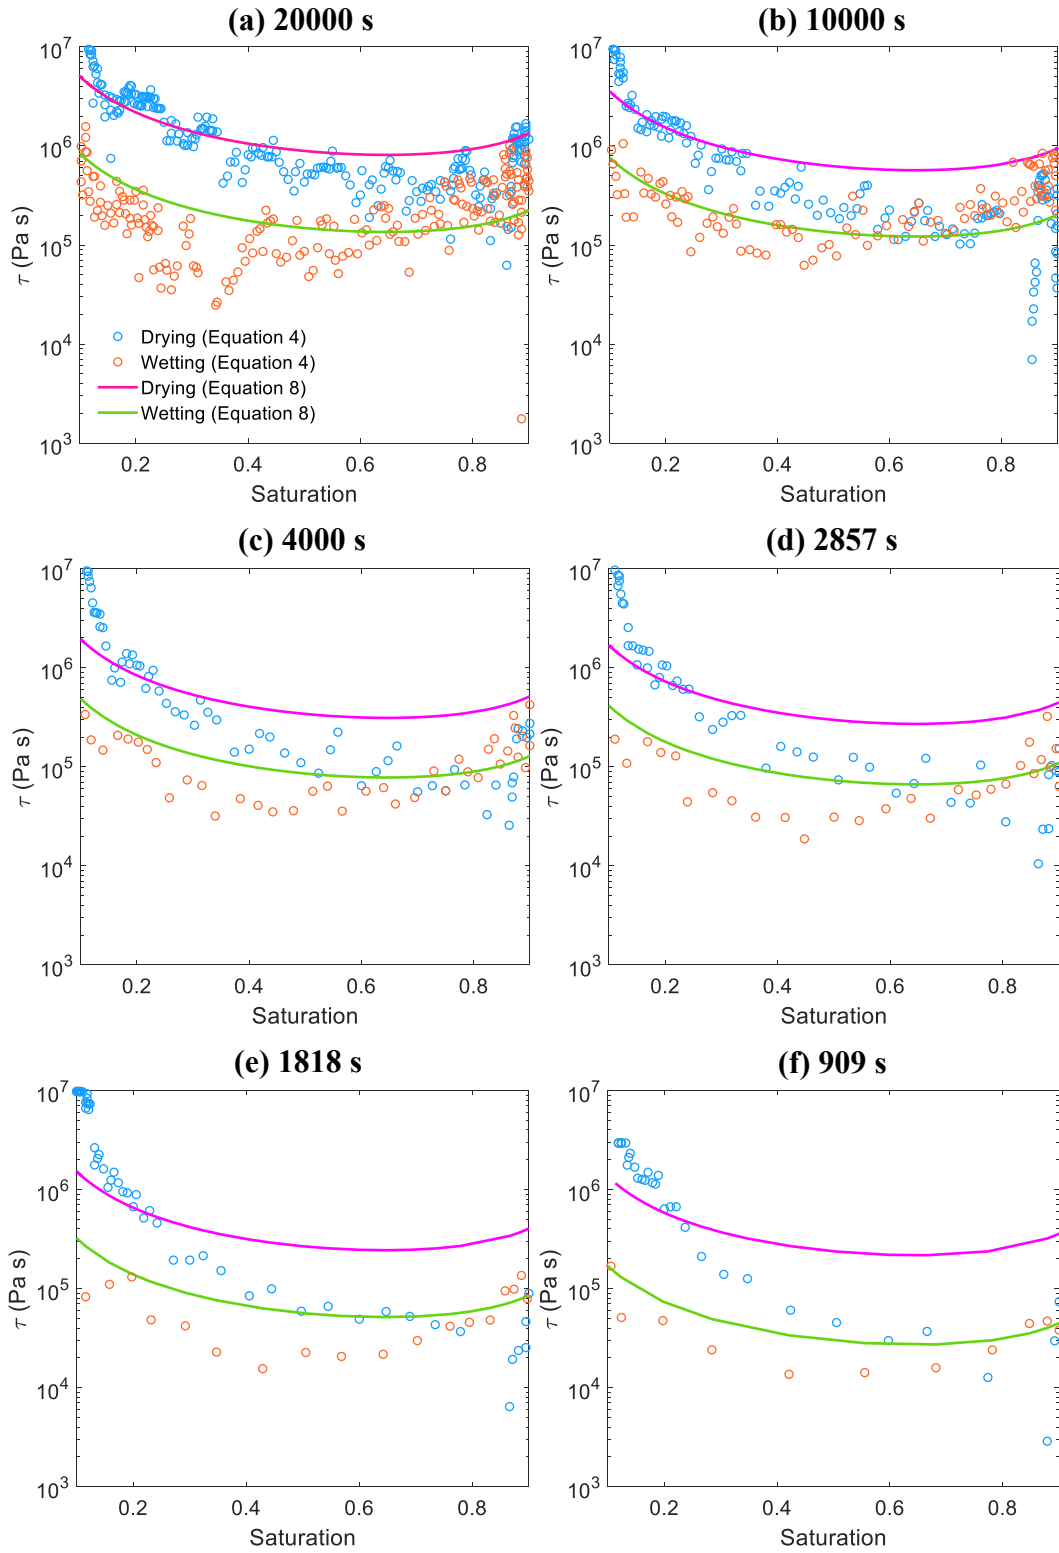 (a) 20000 s
(b) 10000 s
10^7
10^6
10^5
10^4
10^3
τ (Pa s)
Drying (Equation 4)
Wetting (Equation 4)
Drying (Equation 8)
Wetting (Equation 8)
0.2 0.4 0.6 0.8
Saturation
10^7
10^6
10^5
10^4
10^3
τ (Pa s)
0.2 0.4 0.6 0.8
Saturation
(c) 4000 s
(d) 2857 s
10^7
10^6
10^5
10^4
10^3
τ (Pa s)
0.2 0.4 0.6 0.8
Saturation
10^7
10^6
10^5
10^4
10^3
τ (Pa s)
0.2 0.4 0.6 0.8
Saturation
(e) 1818 s
(f) 909 s
10^7
10^6
10^5
10^4
10^3
τ (Pa s)
0.2 0.4 0.6 0.8
Saturation
10^7
10^6
10^5
10^4
10^3
τ (Pa s)
0.2 0.4 0.6 0.8
Saturation